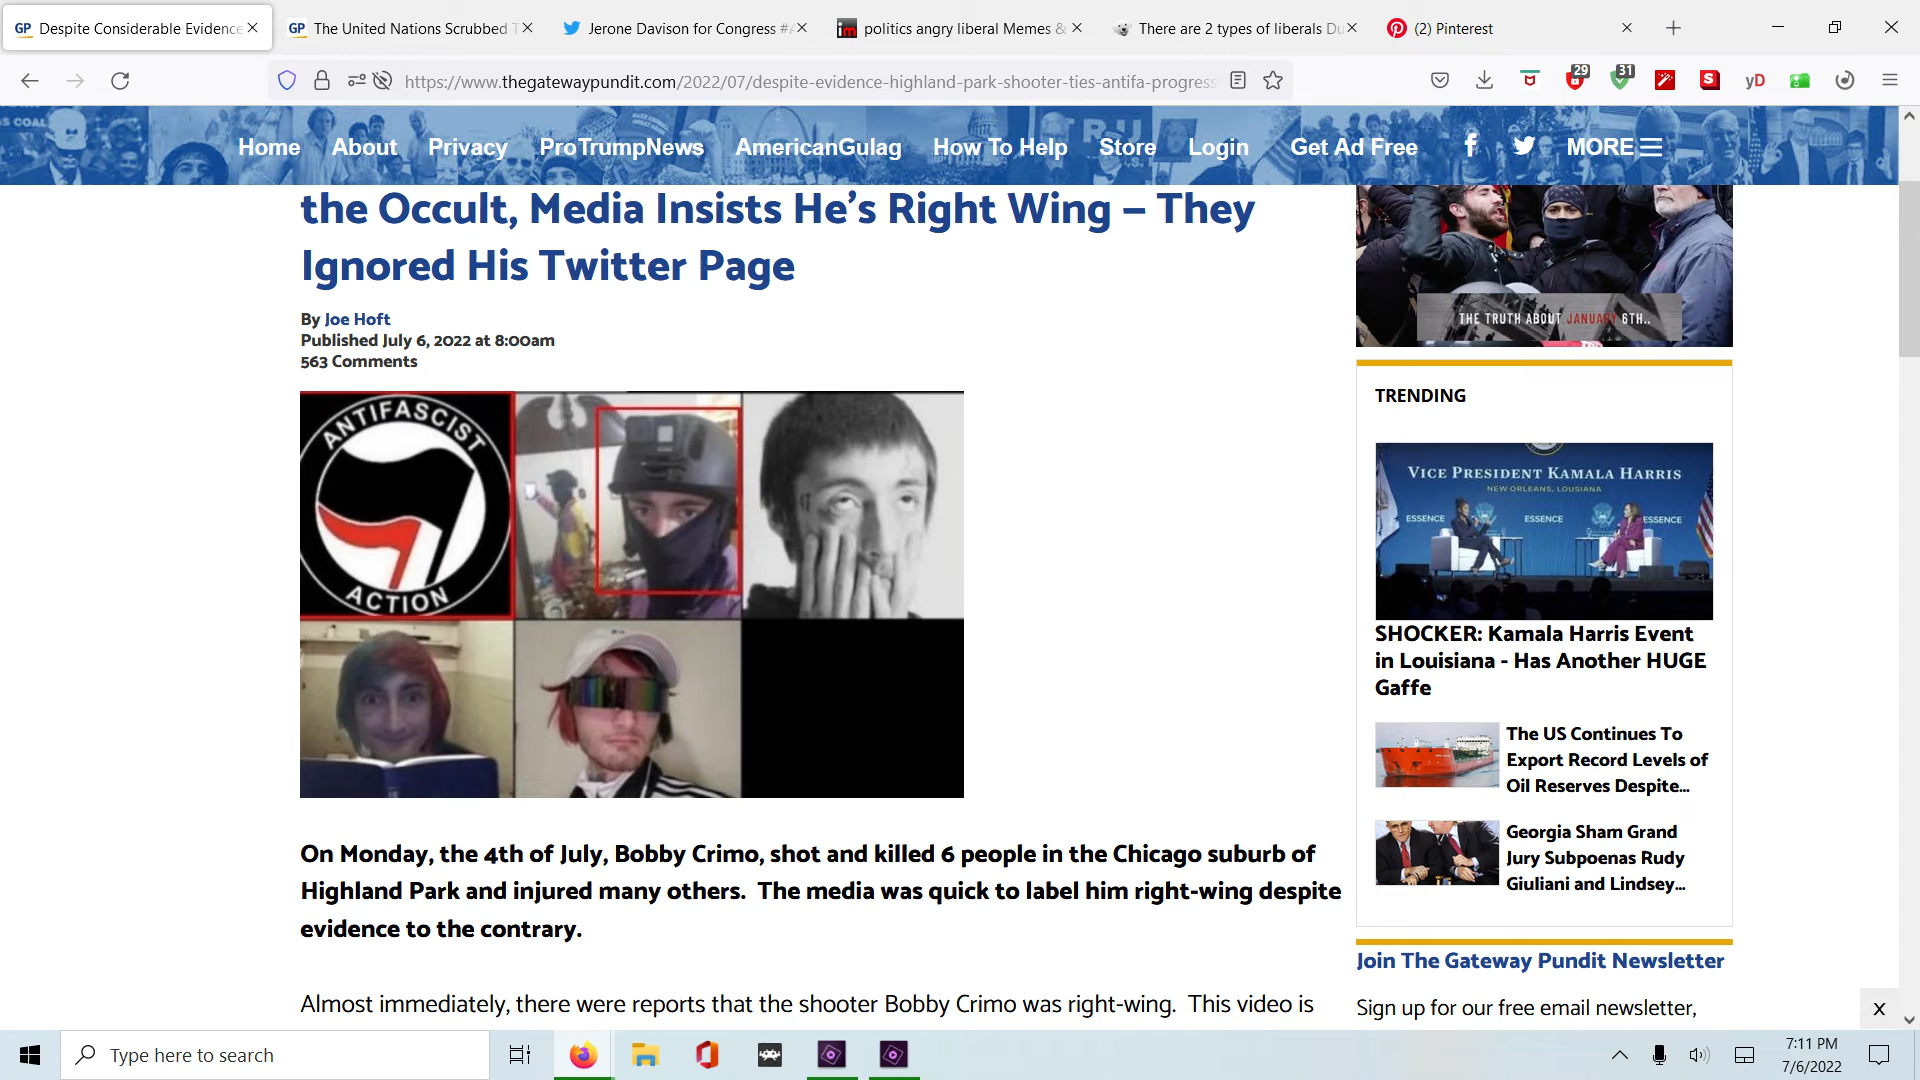 GP Despite Considerable Evidence
GP The United Nations Scrubbed T
Jerone Davison for Congress #A
im politics angry liberal Memes &
There are 2 types of liberals Du
(2) Pinterest
https://www.thegatewaypundit.com/2022/07/despite-evidence-highland-park-shooter-ties-antifa-progress
29
31
S
yD
S COAL
Home About Privacy ProTrumpNews AmericanGulag How To Help Store Login Get Ad Free MORE
the Occult, Media Insists He's Right Wing – They
Ignored His Twitter Page
By Joe Hoft
Published July 6, 2022 at 8:00am
563 Comments
ANTIFASCIST
ACTION
On Monday, the 4th of July, Bobby Crimo, shot and killed 6 people in the Chicago suburb of
Highland Park and injured many others. The media was quick to label him right-wing despite
evidence to the contrary.
Almost immediately, there were reports that the shooter Bobby Crimo was right-wing. This video is
THE TRUTH ABOUT JANUARY 6TH..
TRENDING
VICE PRESIDENT KAMALA HARRIS
NEW ORLEANS, LOUISIANA
ESSENCE ESSENCE ESSENCE
SHOCKER: Kamala Harris Event
in Louisiana - Has Another HUGE
Gaffe
The US Continues To
Export Record Levels of
Oil Reserves Despite...
Georgia Sham Grand
Jury Subpoenas Rudy
Giuliani and Lindsey...
Join The Gateway Pundit Newsletter
Sign up for our free email newsletter,
X
Type here to search
7:11 PM
7/6/2022